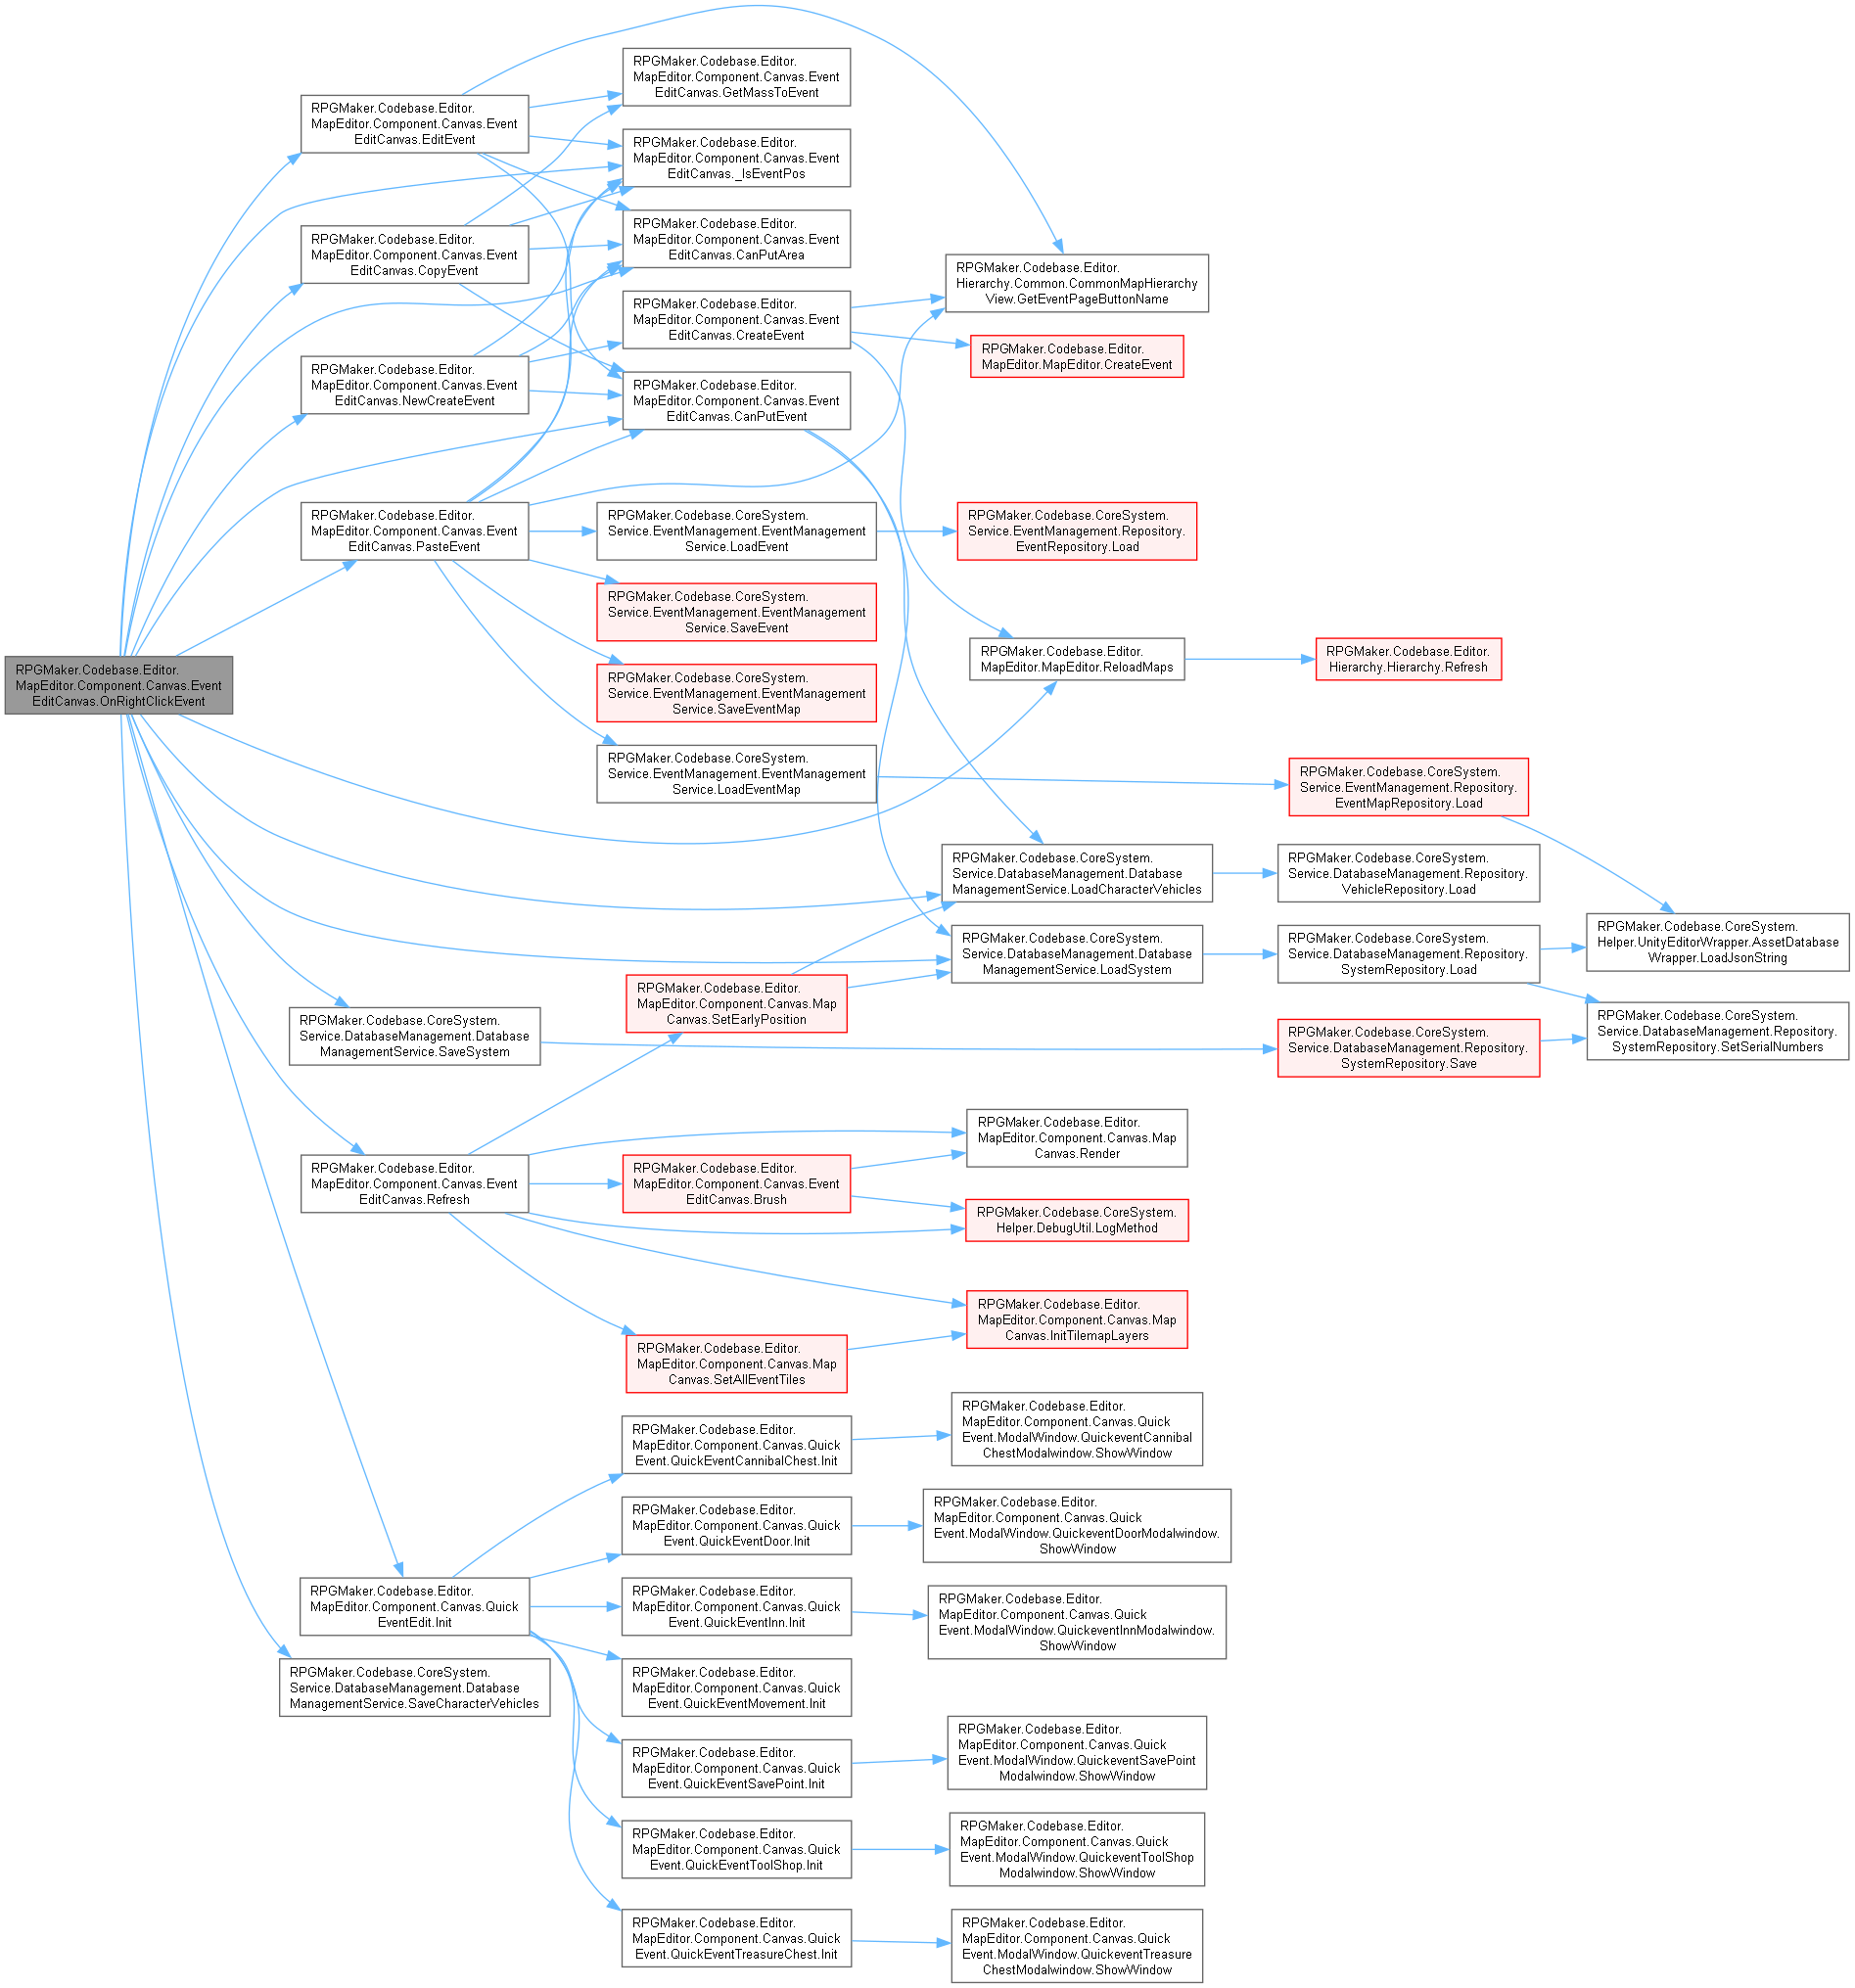 RPGMaker.Codebase.Editor.
MapEditor.Component.Canvas.Event
EditCanvas.OnRightClickEvent
RPGMaker.Codebase.Editor.
MapEditor.Component.Canvas.Event
EditCanvas.EditEvent
RPGMaker.Codebase.Editor.
MapEditor.Component.Canvas.Event
EditCanvas.CopyEvent
RPGMaker.Codebase.Editor.
MapEditor.Component.Canvas.Event
EditCanvas.NewCreateEvent
RPGMaker.Codebase.Editor.
MapEditor.Component.Canvas.Event
EditCanvas.PasteEvent
RPGMaker.Codebase.CoreSystem.
Service.DatabaseManagement.Database
ManagementService.SaveSystem
RPGMaker.Codebase.Editor.
MapEditor.Component.Canvas.Event
EditCanvas.Refresh
RPGMaker.Codebase.Editor.
MapEditor.Component.Canvas.Quick
EventEdit.Init
RPGMaker.Codebase.CoreSystem.
Service.DatabaseManagement.Database
ManagementService.SaveCharacterVehicles
RPGMaker.Codebase.Editor.
MapEditor.Component.Canvas.Event
EditCanvas.GetMassToEvent
RPGMaker.Codebase.Editor.
MapEditor.Component.Canvas.Event
EditCanvas._IsEventPos
RPGMaker.Codebase.Editor.
MapEditor.Component.Canvas.Event
EditCanvas.CanPutArea
RPGMaker.Codebase.Editor.
MapEditor.Component.Canvas.Event
EditCanvas.CreateEvent
RPGMaker.Codebase.Editor.
MapEditor.Component.Canvas.Event
EditCanvas.CanPutEvent
RPGMaker.Codebase.CoreSystem.
Service.EventManagement.EventManagement
Service.LoadEvent
RPGMaker.Codebase.CoreSystem.
Service.EventManagement.EventManagement
Service.SaveEvent
RPGMaker.Codebase.CoreSystem.
Service.EventManagement.EventManagement
Service.SaveEventMap
RPGMaker.Codebase.CoreSystem.
Service.EventManagement.EventManagement
Service.LoadEventMap
RPGMaker.Codebase.Editor.
MapEditor.Component.Canvas.Map
Canvas.SetEarlyPosition
RPGMaker.Codebase.Editor.
MapEditor.Component.Canvas.Event
EditCanvas.Brush
RPGMaker.Codebase.Editor.
MapEditor.Component.Canvas.Map
Canvas.SetAllEventTiles
RPGMaker.Codebase.Editor.
MapEditor.Component.Canvas.Quick
Event.QuickEventCannibalChest.Init
RPGMaker.Codebase.Editor.
MapEditor.Component.Canvas.Quick
Event.QuickEventDoor.Init
RPGMaker.Codebase.Editor.
MapEditor.Component.Canvas.Quick
Event.QuickEventInn.Init
RPGMaker.Codebase.Editor.
MapEditor.Component.Canvas.Quick
Event.QuickEventMovement.Init
RPGMaker.Codebase.Editor.
MapEditor.Component.Canvas.Quick
Event.QuickEventSavePoint.Init
RPGMaker.Codebase.Editor.
MapEditor.Component.Canvas.Quick
Event.QuickEventToolShop.Init
RPGMaker.Codebase.Editor.
MapEditor.Component.Canvas.Quick
Event.QuickEventTreasureChest.Init
RPGMaker.Codebase.Editor.
Hierarchy.Common.CommonMapHierarchy
View.GetEventPageButtonName
RPGMaker.Codebase.Editor.
MapEditor.MapEditor.CreateEvent
RPGMaker.Codebase.CoreSystem.
Service.EventManagement.Repository.
EventRepository.Load
RPGMaker.Codebase.Editor.
MapEditor.MapEditor.ReloadMaps
RPGMaker.Codebase.CoreSystem.
Service.DatabaseManagement.Database
ManagementService.LoadCharacterVehicles
RPGMaker.Codebase.CoreSystem.
Service.DatabaseManagement.Database
ManagementService.LoadSystem
RPGMaker.Codebase.Editor.
MapEditor.Component.Canvas.Map
Canvas.Render
RPGMaker.Codebase.CoreSystem.
Helper.DebugUtil.LogMethod
RPGMaker.Codebase.Editor.
MapEditor.Component.Canvas.Map
Canvas.InitTilemapLayers
RPGMaker.Codebase.Editor.
MapEditor.Component.Canvas.Quick
Event.ModalWindow.QuickeventCannibal
ChestModalwindow.ShowWindow
RPGMaker.Codebase.Editor.
MapEditor.Component.Canvas.Quick
Event.ModalWindow.QuickeventDoorModalwindow.
ShowWindow
RPGMaker.Codebase.Editor.
MapEditor.Component.Canvas.Quick
Event.ModalWindow.QuickeventInnModalwindow.
ShowWindow
RPGMaker.Codebase.Editor.
MapEditor.Component.Canvas.Quick
Event.ModalWindow.QuickeventSavePoint
Modalwindow.ShowWindow
RPGMaker.Codebase.Editor.
MapEditor.Component.Canvas.Quick
Event.ModalWindow.QuickeventToolShop
Modalwindow.ShowWindow
RPGMaker.Codebase.Editor.
MapEditor.Component.Canvas.Quick
Event.ModalWindow.QuickeventTreasure
ChestModalwindow.ShowWindow
RPGMaker.Codebase.Editor.
Hierarchy.Hierarchy.Refresh
RPGMaker.Codebase.CoreSystem.
Service.EventManagement.Repository.
EventMapRepository.Load
RPGMaker.Codebase.CoreSystem.
Service.DatabaseManagement.Repository.
VehicleRepository.Load
RPGMaker.Codebase.CoreSystem.
Service.DatabaseManagement.Repository.
SystemRepository.Load
RPGMaker.Codebase.CoreSystem.
Service.DatabaseManagement.Repository.
SystemRepository.Save
RPGMaker.Codebase.CoreSystem.
Helper.UnityEditorWrapper.AssetDatabase
Wrapper.LoadJsonString
RPGMaker.Codebase.CoreSystem.
Service.DatabaseManagement.Repository.
SystemRepository.SetSerialNumbers